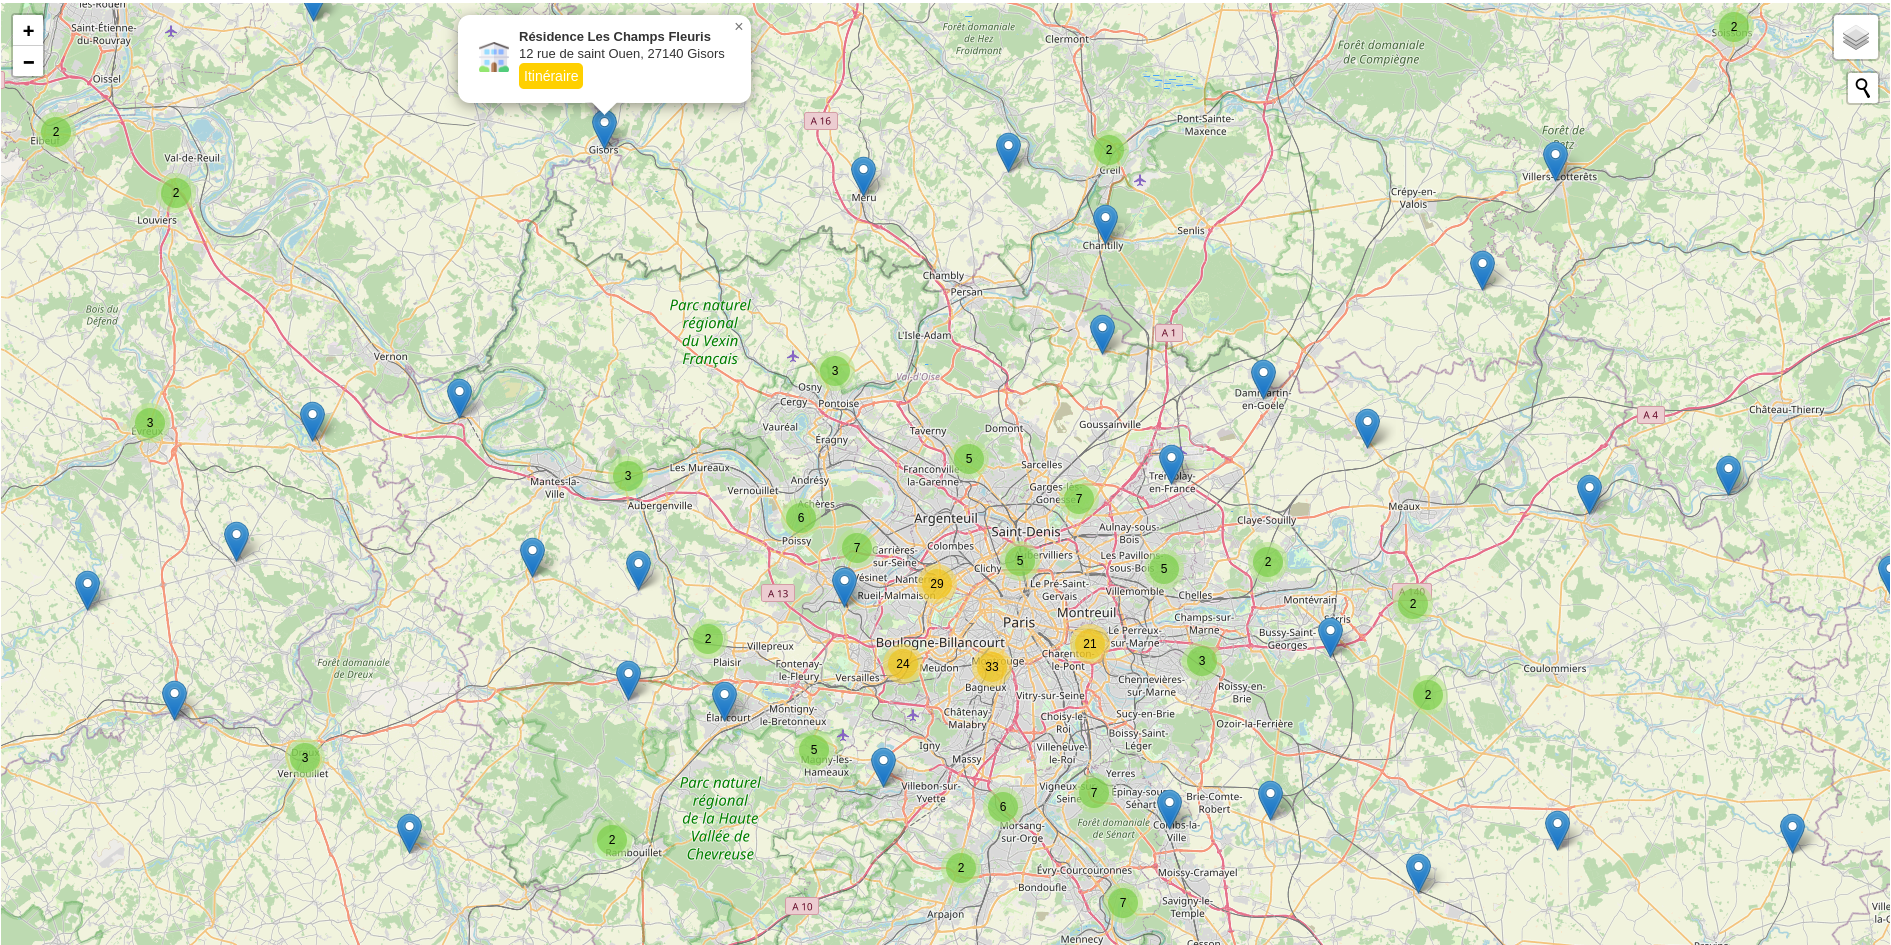 +
−
×
Résidence Les Champs Fleuris
12 rue de saint Ouen, 27140 Gisors
Itinéraire
les-Rouen
Saint-Étienne-
du-Rouvray
Oissel
2
Elbeuf
Val-de-Reuil
2
Louviers
Gisors
A 16
Méru
Forêt domaniale
de Hez
Froidmont
Clermont
2
Creil
Pont-Sainte-
Maxence
Forêt domaniale
de Compiègne
2
Soissons
Forêt de
Retz
Villers-Cotterêts
Crépy-en-
Valois
Senlis
Chantilly
Chambly
Persan
Bois du
Défend
Vernon
Parc naturel
régional
du Vexin
Français
L'Isle-Adam
A 1
3
Osny
Cergy
Pontoise
Val-d'Oise
Dammartin-
en-Goële
A 4
Château-Thierry
3
Évreux
Vauréal
Éragny
Taverny
Domont
Goussainville
5
Franconville-
la-Garenne
Sarcelles
3
Mantes-la-
Ville
Les Mureaux
Vernouillet
Andrésy
Aubergenville
Achères
6
Poissy
Garges-lès-
Gonesse
7
Tremblay-
en-France
Meaux
Argenteuil
Saint-Denis
Aulnay-sous-
Bois
Claye-Souilly
7
Carrières-
sur-Seine
Colombes
5
Aubervilliers
Les Pavillons-
sous-Bois
5
2
Clichy
29
Nanterre
Le Vésinet
Rueil-Malmaison
A 13
Le Pré-Saint-
Gervais
Villemomble
Chelles
Montévrain
A 140
2
Serris
Montreuil
Paris
Champs-sur-
Marne
Bussy-Saint-
Georges
Le Perreux-
sur-Marne
21
Boulogne-Billancourt
2
Villepreux
Plaisir
Fontenay-
le-Fleury
Versailles
24
Meudon
33
Montrouge
Charenton-
le-Pont
3
Coulommiers
Bagneux
Chennevières-
sur-Marne
Roissy-en-
Brie
2
Forêt domaniale
de Dreux
Vitry-sur-Seine
Élancourt
Montigny-
le-Bretonneux
Châtenay-
Malabry
Choisy-le-
Roi
Sucy-en-Brie
Ozoir-la-Ferrière
Boissy-Saint-
Léger
3
Vernouillet
5
Magny-les-
Hameaux
Igny
Massy
Villeneuve-
le-Roi
Yerres
Parc naturel
régional
de la Haute
Vallée de
Chevreuse
Villebon-sur-
Yvette
Vigneux-sur-
Seine
7
Épinay-sous-
Sénart
Brie-Comte-
Robert
6
Morsang-
sur-Orge
Forêt domaniale
de Sénart
Combs-la-
Ville
2
Rambouillet
2
Évry-Courcouronnes
Moissy-Cramayel
Bondoufle
A 10
Arpajon
7
Savigny-le-
Temple
Mennecy
Cesson